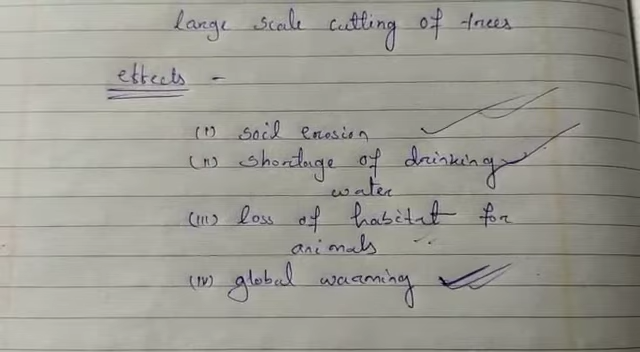 large scale cutting of trees
effects -
(i) soil erosion
(ii) shortage of drinking
water
(iii) loss of habitat for
animals
(iv) global waarming